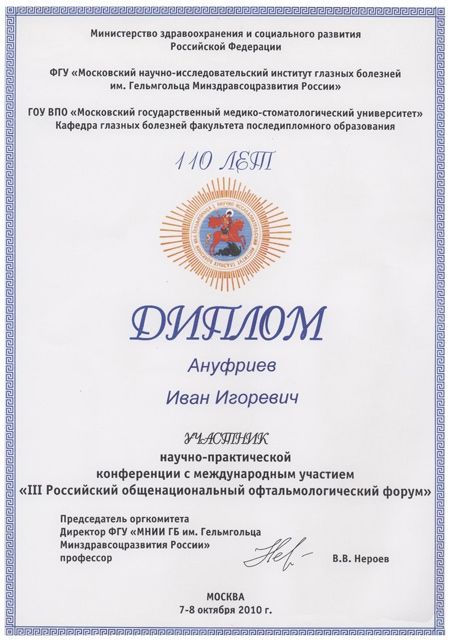 Министерство здравоохранения и социального развития
Российской Федерации
ФГУ «Московский научно-исследовательский институт глазных болезней
им. Гельмгольца Минздравсоцразвития России»
ГОУ ВПО «Московский государственный медико-стоматологический университет»
Кафедра глазных болезней факультета последипломного образования
110 ЛЕТ
ДИПЛОМ
Ануфриев
Иван Игоревич
УЧАСТНИК
научно-практической
конференции с международным участием
«III Российский общенациональный офтальмологический форум»
Председатель оргкомитета
Директор ФГУ «МНИИ ГБ им. Гельмгольца
Минздравсоцразвития России»
профессор
В.В. Нероев
МОСКВА
7-8 октября 2010 г.